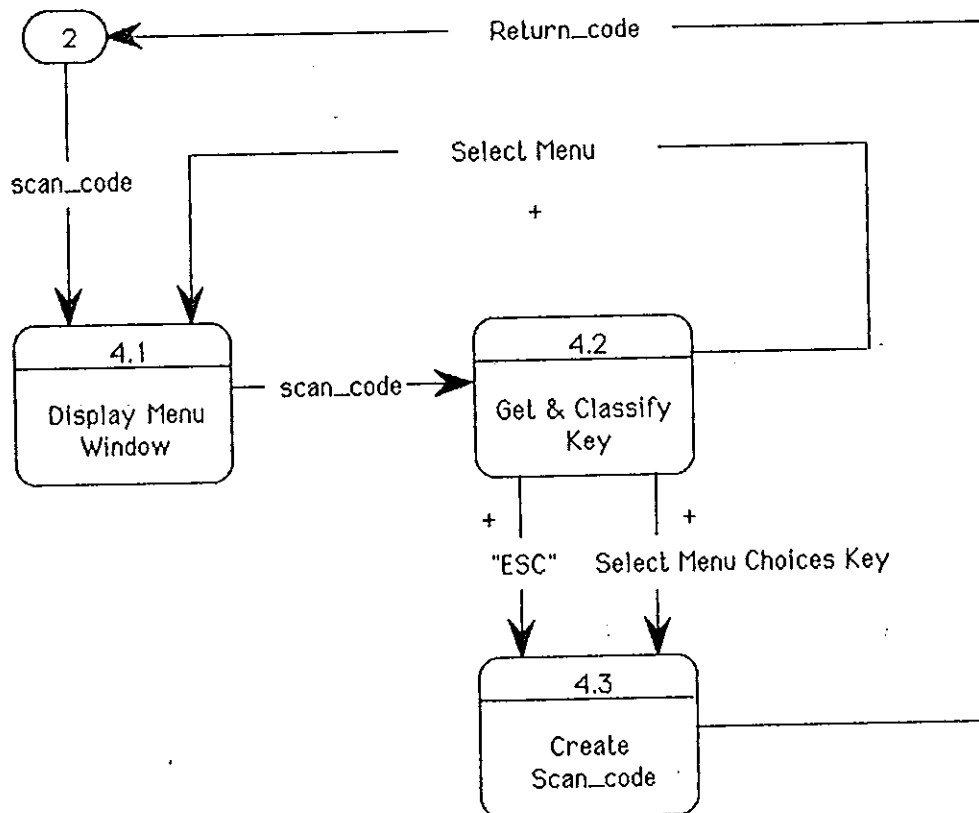 2
Return_code
Select Menu
scan_code
+
4.1
Display Menu
Window
scan_code
4.2
Get & Classify
Key
+
+
"ESC"
Select Menu Choices Key
4.3
Create
Scan_code